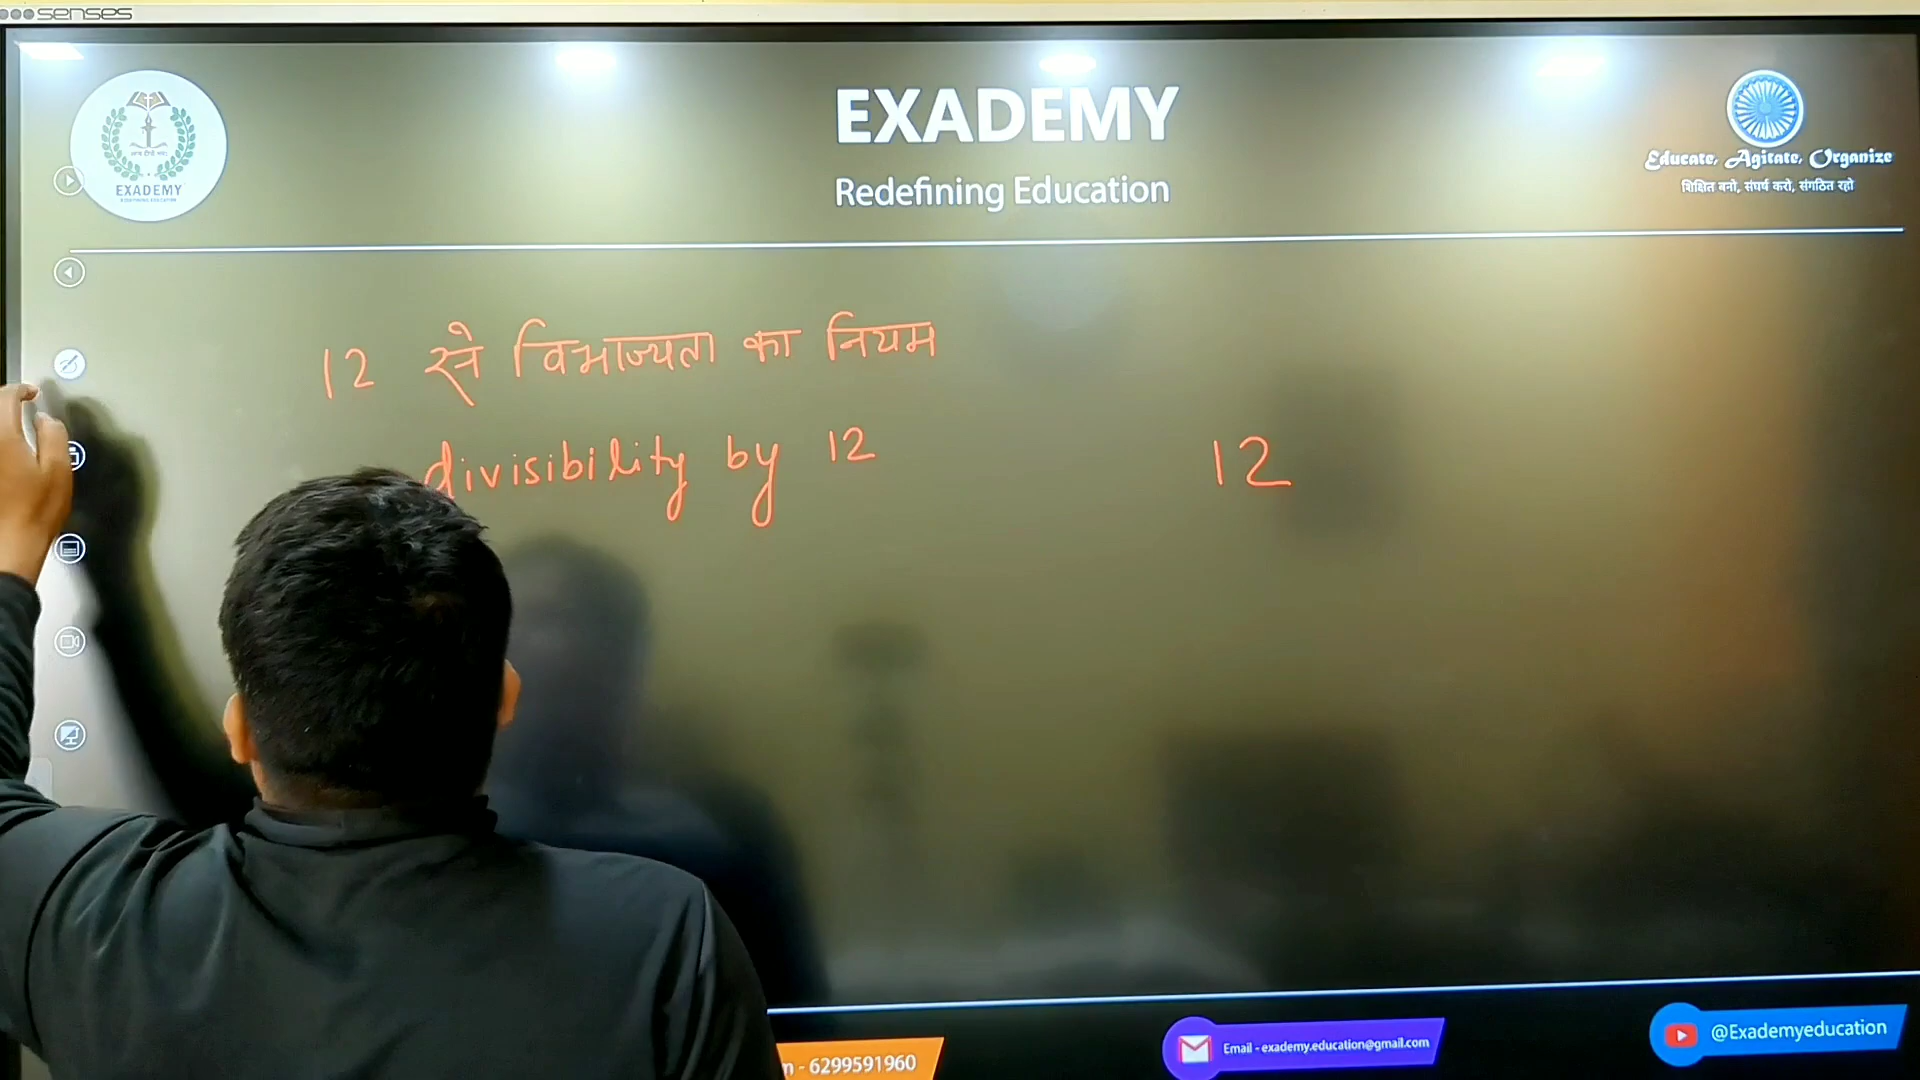 senses
EXADEMY
Redefining Education
EXADEMY
Educate, Agitate, Organize
शिक्षित बनो, संघर्ष करो, संगठित रहो
12 से विभाज्यता का नियम
divisibility by 12
12
- 6299591960
Email - exademy.education@gmail.com
@Exademyeducation